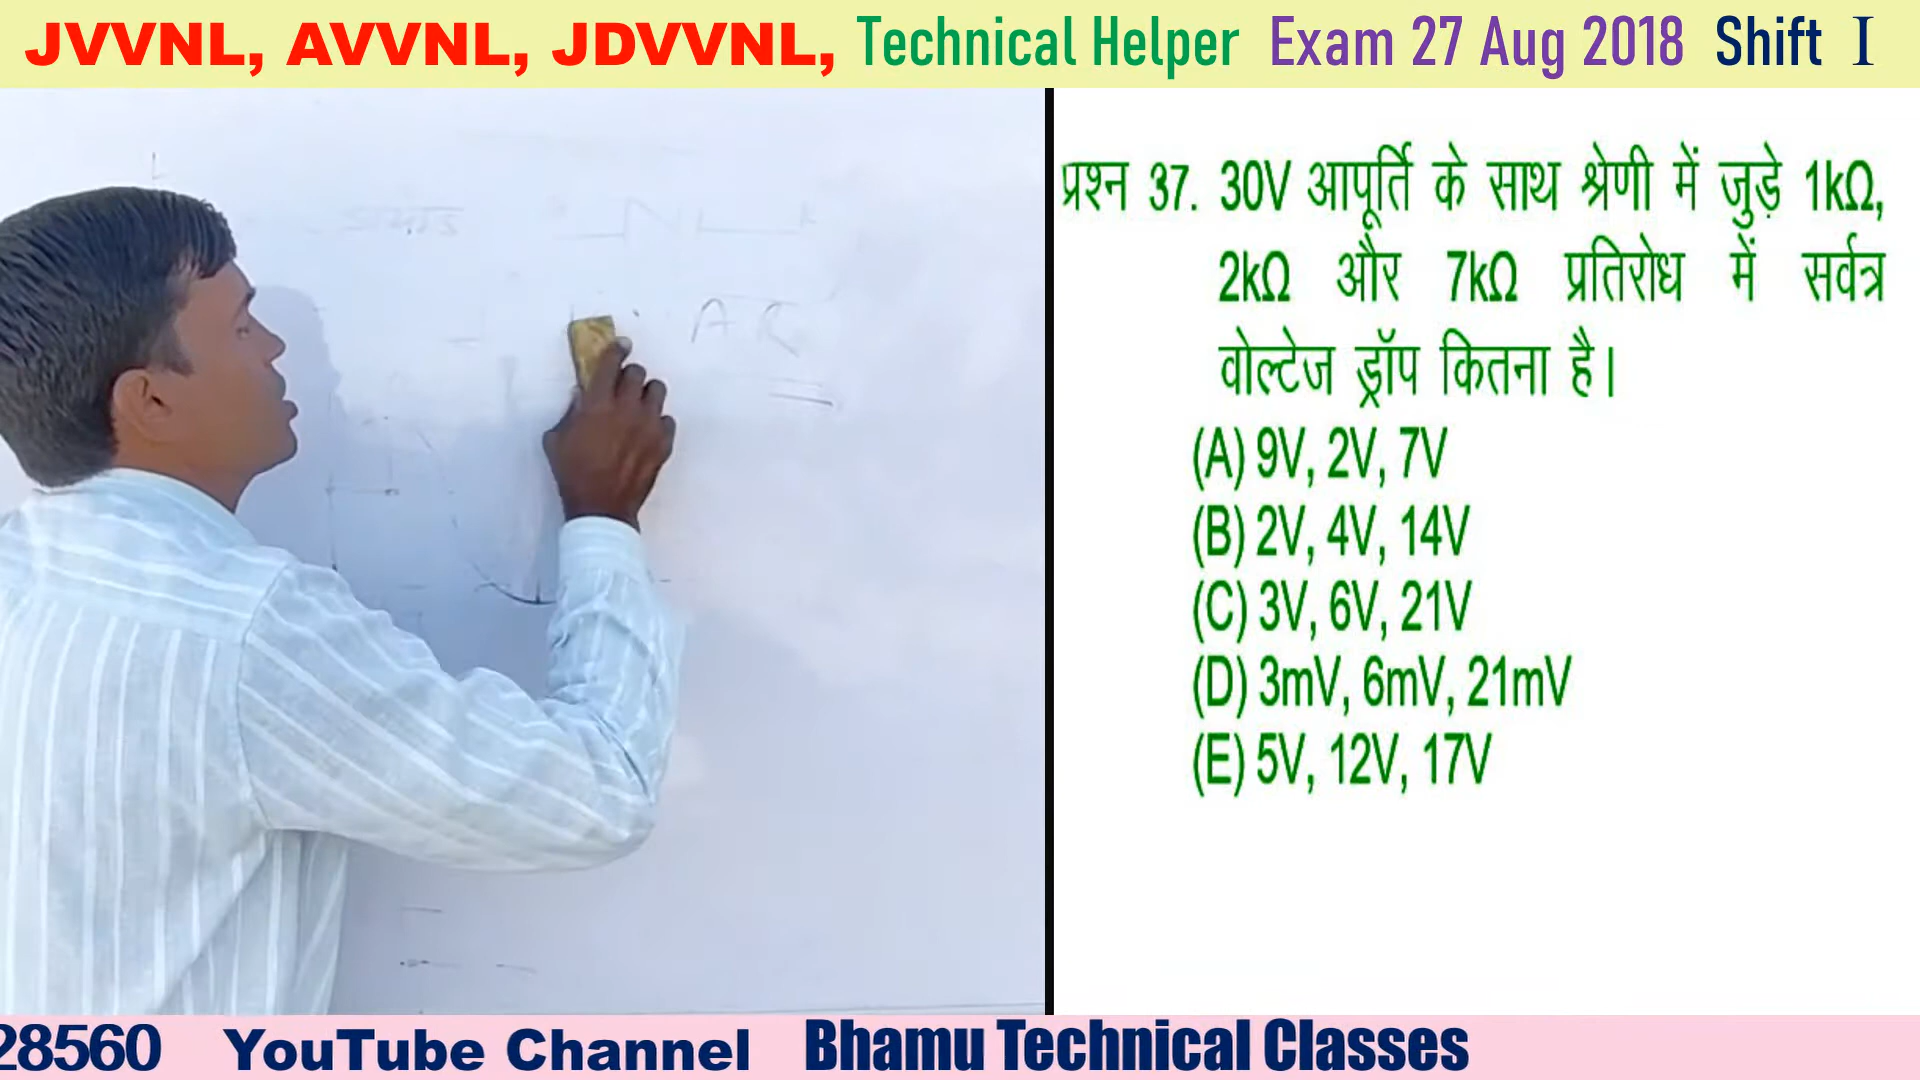 JVVNL, AVVNL, JDVVNL, Technical Helper Exam 27 Aug 2018 Shift I
प्रश्न 37. 30V आपूर्ति के साथ श्रेणी में जुड़े 1kΩ,
2kΩ और 7kΩ प्रतिरोध में सर्वत्र
वोल्टेज ड्रॉप कितना है।
(A) 9V, 2V, 7V
(B) 2V, 4V, 14V
(C) 3V, 6V, 21V
(D) 3mV, 6mV, 21mV
(E) 5V, 12V, 17V
28560 YouTube Channel Bhamu Technical Classes